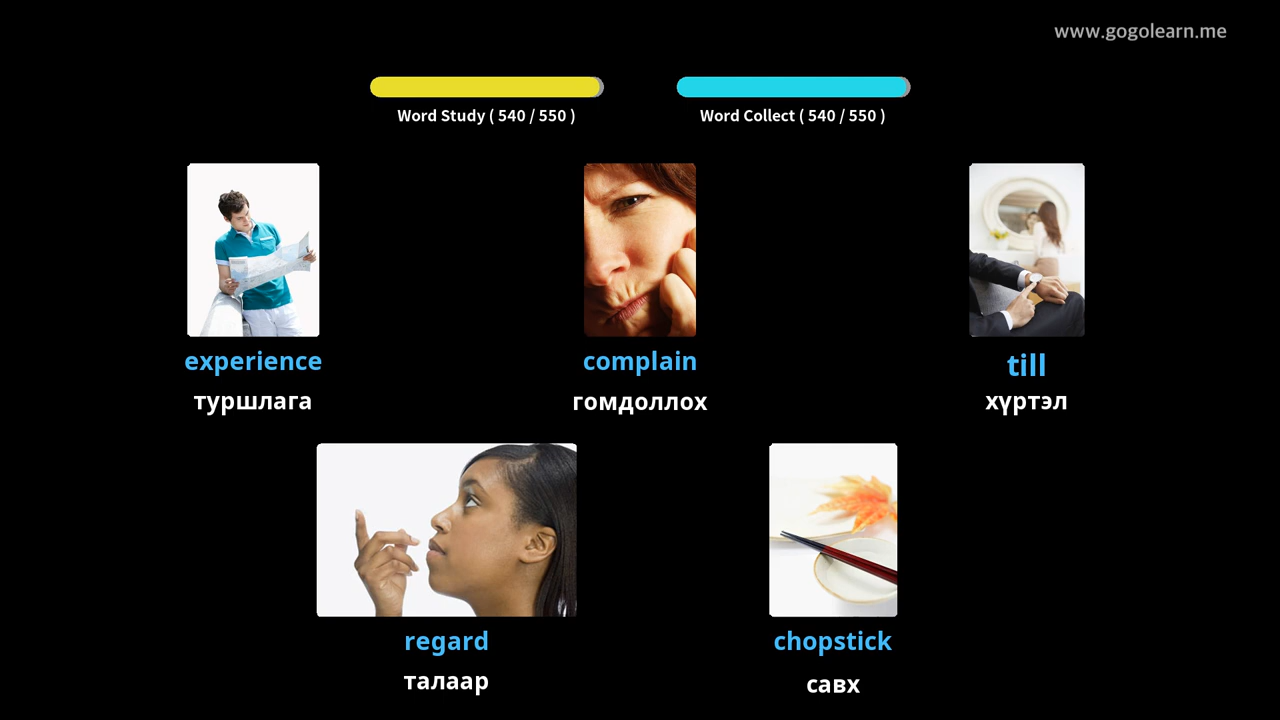 www.gogolearn.me
Word Study ( 540 / 550 )
Word Collect ( 540 / 550 )
experience
туршлага
complain
гомдоллох
till
хүртэл
regard
талаар
chopstick
савх